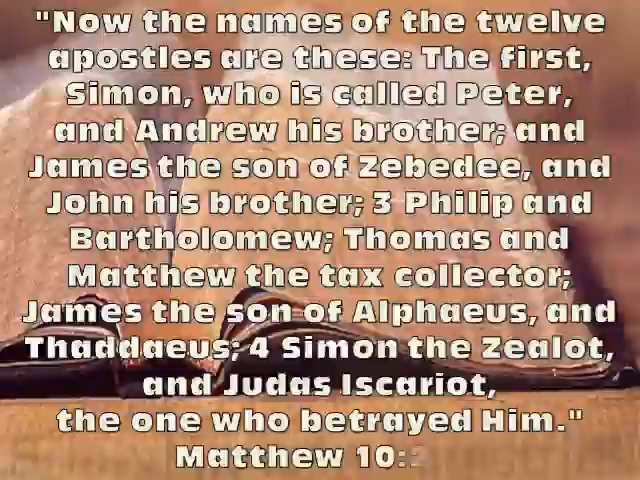 "Now the names of the twelve
apostles are these: The first,
Simon, who is called Peter,
and Andrew his brother; and
James the son of Zebedee, and
John his brother; 3 Philip and
Bartholomew; Thomas and
Matthew the tax collector;
James the son of Alphaeus, and
Thaddaeus; 4 Simon the Zealot,
and Judas Iscariot,
the one who betrayed Him."
Matthew 10: